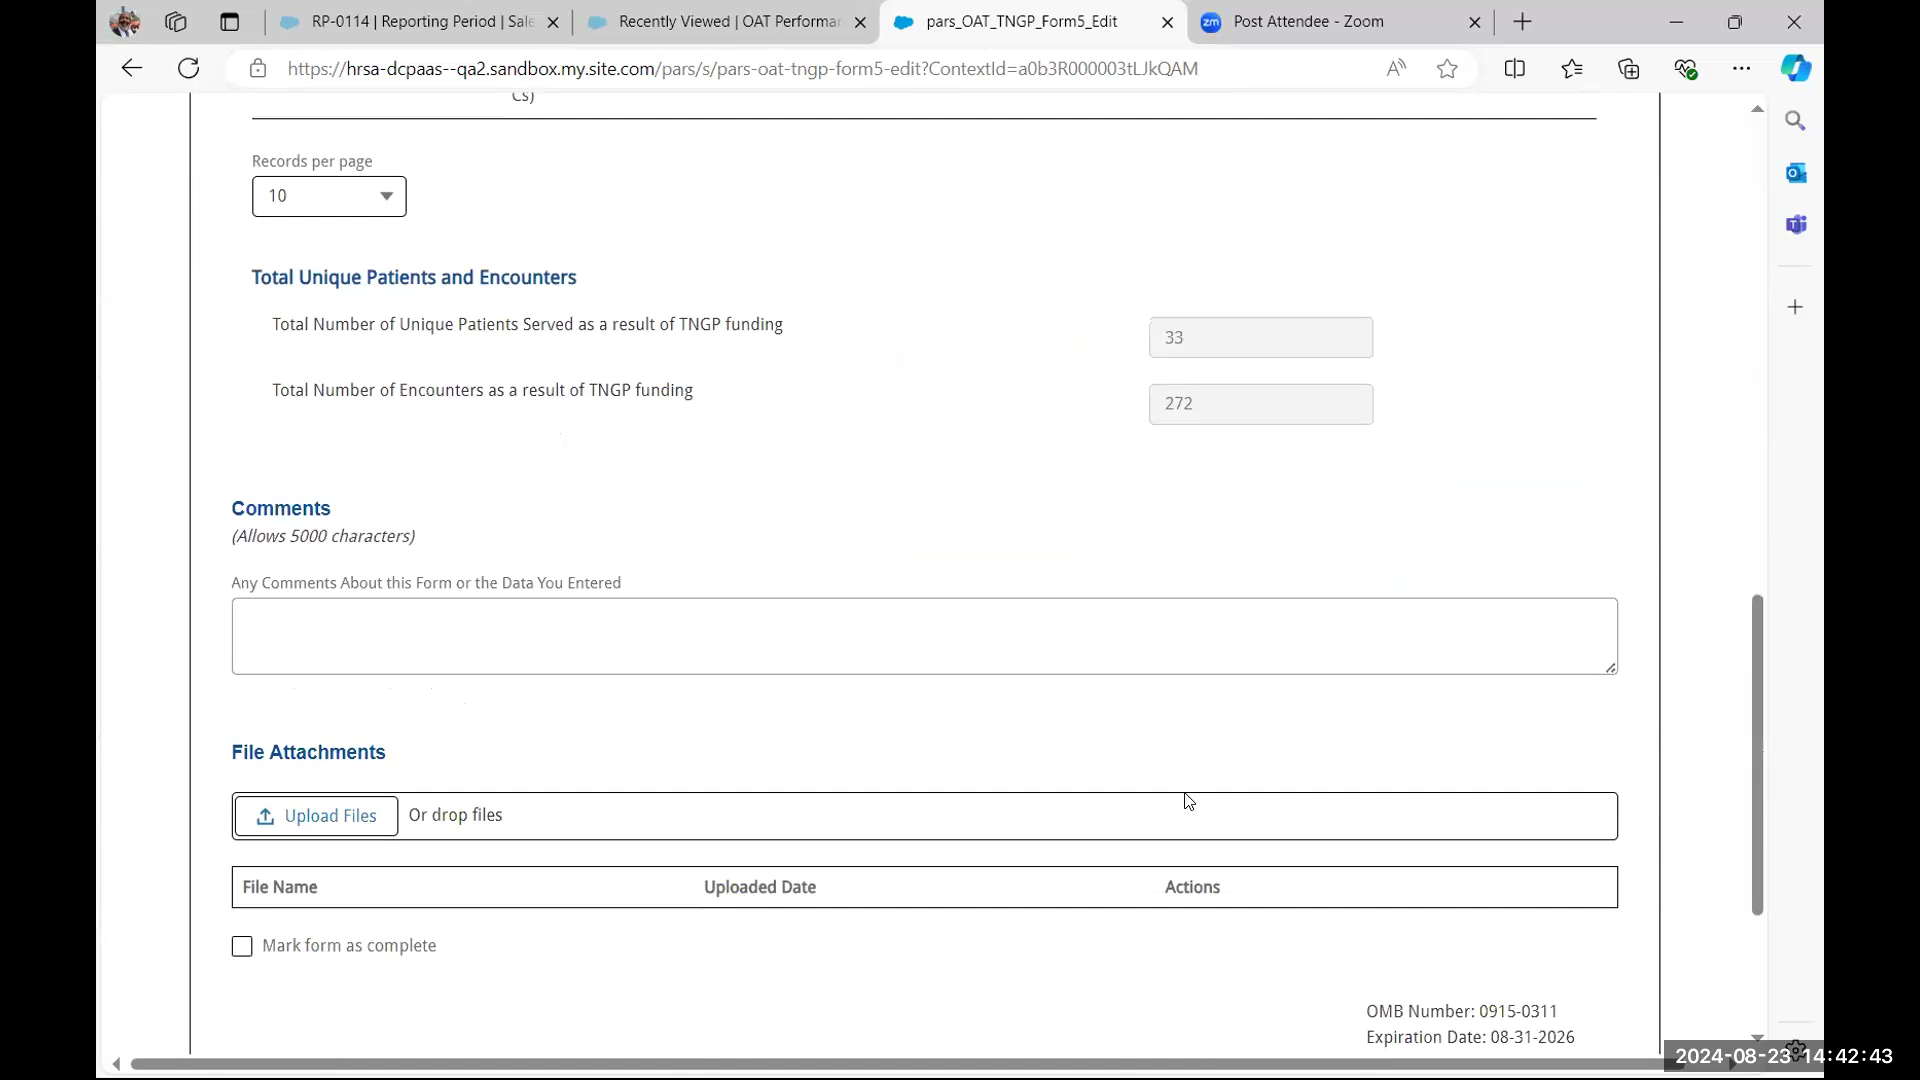 RP-0114 | Reporting Period | Sale
Recently Viewed | OAT Performar
pars_OAT_TNGP_Form5_Edit
zm
Post Attendee - Zoom
https://hrsa-dcpaas--qa2.sandbox.my.site.com/pars/s/pars-oat-tngp-form5-edit?ContextId=a0b3R000003tLJkQAM
Cs)
Records per page
10
Total Unique Patients and Encounters
Total Number of Unique Patients Served as a result of TNGP funding
33
Total Number of Encounters as a result of TNGP funding
272
Comments
(Allows 5000 characters)
Any Comments About this Form or the Data You Entered
File Attachments
Upload Files
Or drop files
File Name
Uploaded Date
Actions
Mark form as complete
OMB Number: 0915-0311
Expiration Date: 08-31-2026
2024-08-23 14:42:43